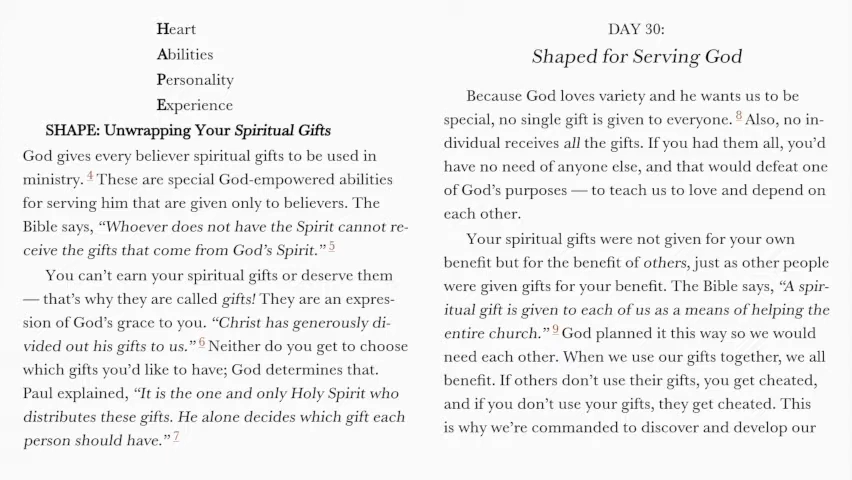 Heart
Abilities
Personality
Experience
SHAPE: Unwrapping Your Spiritual Gifts
God gives every believer spiritual gifts to be used in
ministry. 4 These are special God-empowered abilities
for serving him that are given only to believers. The
Bible says, “Whoever does not have the Spirit cannot re-
ceive the gifts that come from God’s Spirit.” 5
You can’t earn your spiritual gifts or deserve them
— that’s why they are called gifts! They are an expres-
sion of God’s grace to you. “Christ has generously di-
vided out his gifts to us.” 6 Neither do you get to choose
which gifts you’d like to have; God determines that.
Paul explained, “It is the one and only Holy Spirit who
distributes these gifts. He alone decides which gift each
person should have.” 7
DAY 30:
Shaped for Serving God
Because God loves variety and he wants us to be
special, no single gift is given to everyone. 8 Also, no in-
dividual receives all the gifts. If you had them all, you’d
have no need of anyone else, and that would defeat one
of God’s purposes — to teach us to love and depend on
each other.
Your spiritual gifts were not given for your own
benefit but for the benefit of others, just as other people
were given gifts for your benefit. The Bible says, “A spir-
itual gift is given to each of us as a means of helping the
entire church.” 9 God planned it this way so we would
need each other. When we use our gifts together, we all
benefit. If others don’t use their gifts, you get cheated,
and if you don’t use your gifts, they get cheated. This
is why we’re commanded to discover and develop our